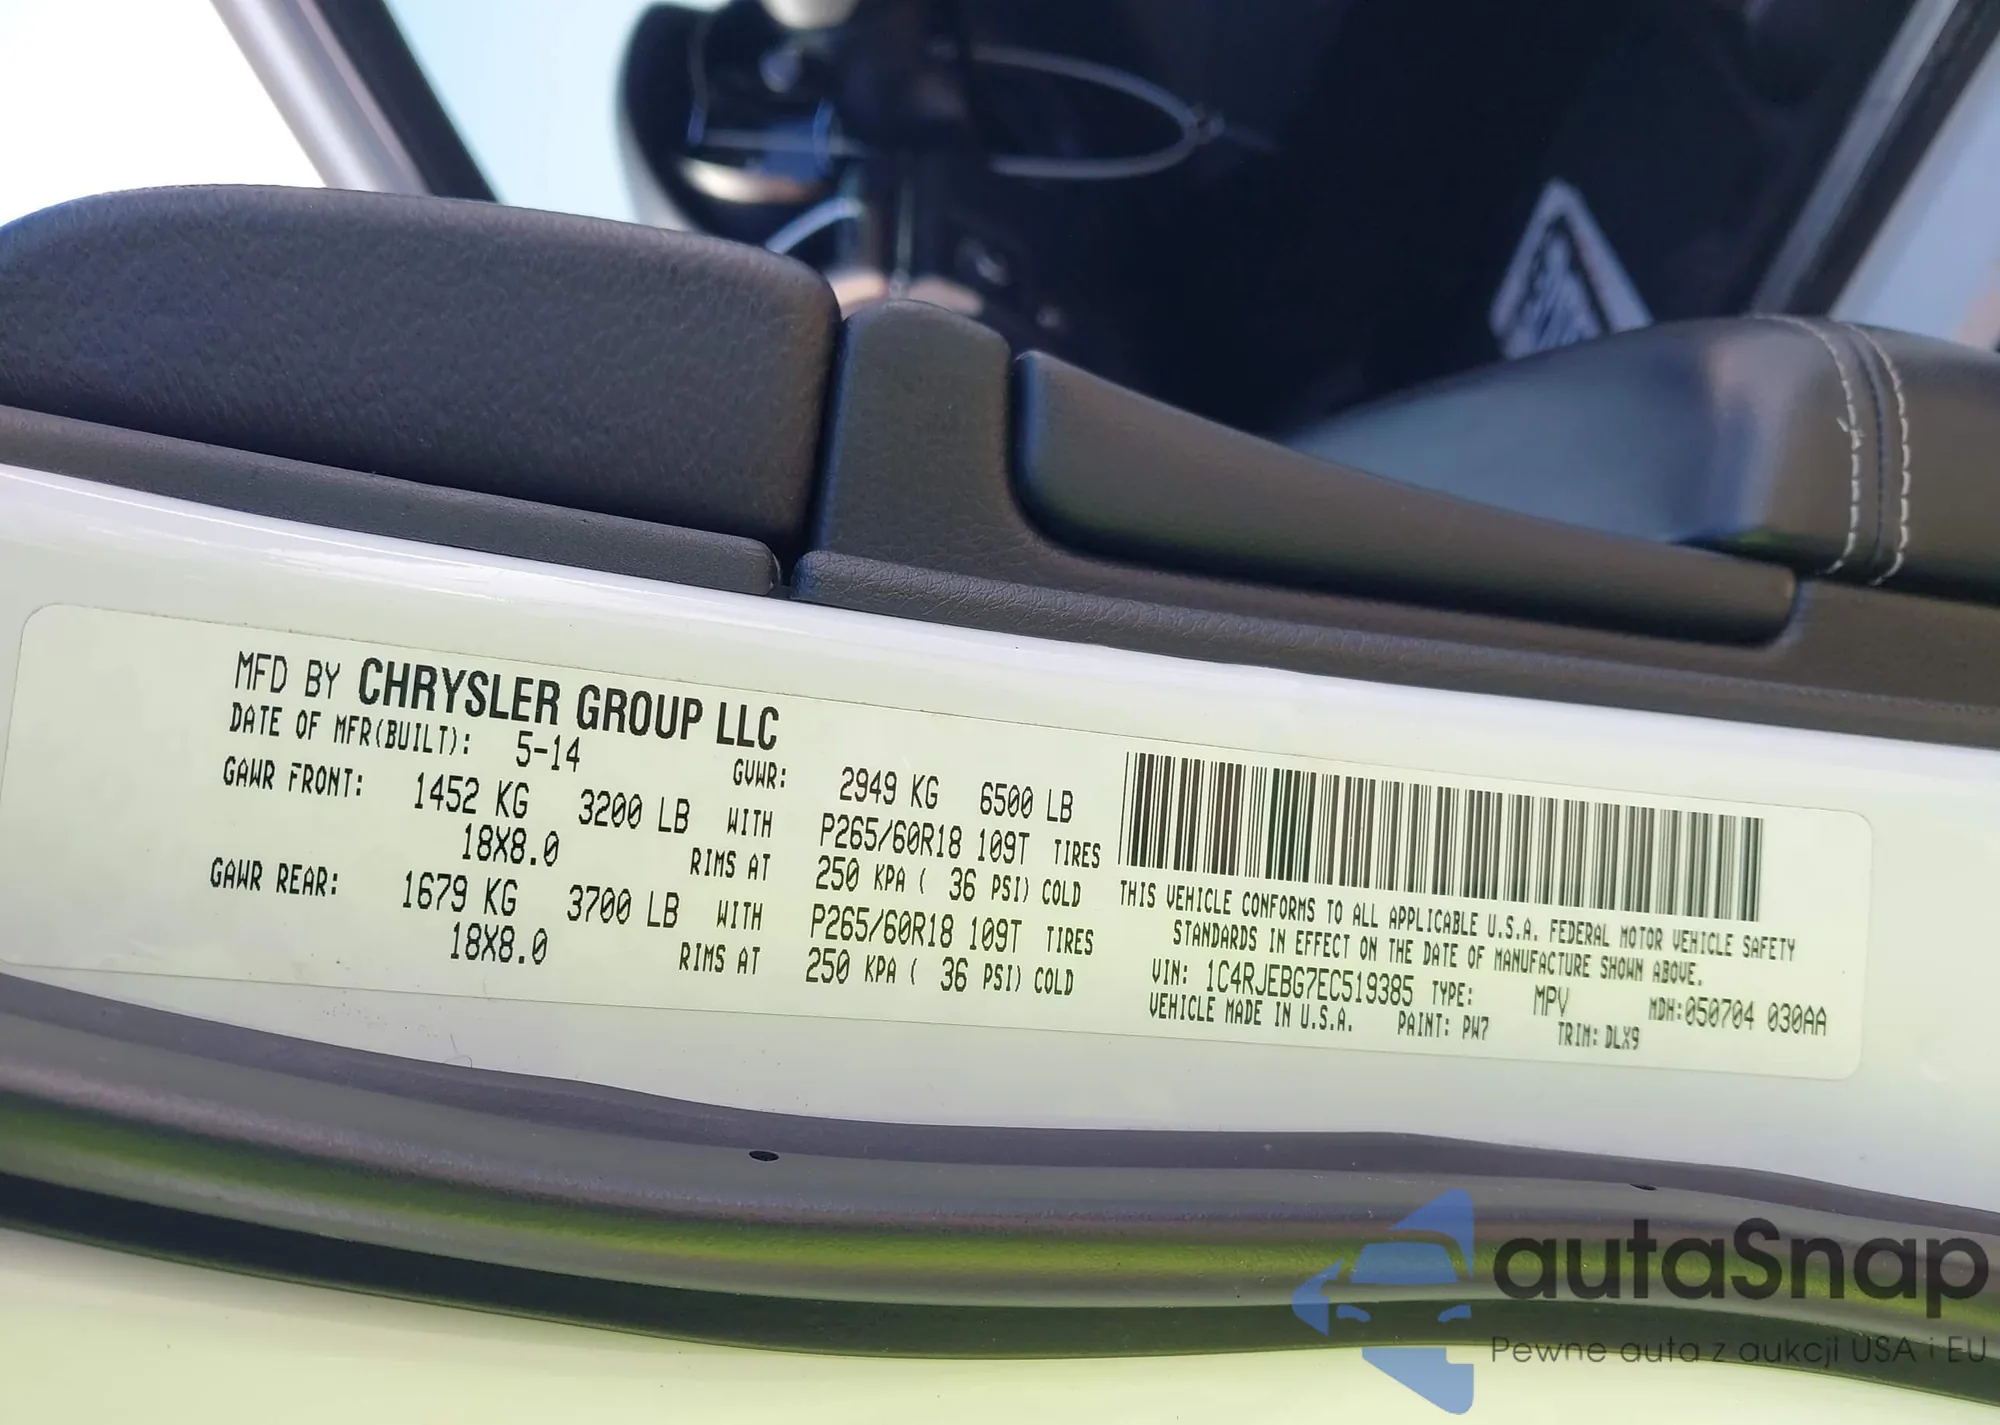 MFD BY CHRYSLER GROUP LLC
DATE OF MFR(BUILT): 5-14 GVWR: 2949 KG 6500 LB
GAWR FRONT: 1452 KG 3200 LB WITH P265/60R18 109T TIRES
18X8.0 RIMS AT 250 KPA ( 36 PSI) COLD
GAWR REAR: 1679 KG 3700 LB WITH P265/60R18 109T TIRES
18X8.0 RIMS AT 250 KPA ( 36 PSI) COLD
THIS VEHICLE CONFORMS TO ALL APPLICABLE U.S.A. FEDERAL MOTOR VEHICLE SAFETY
STANDARDS IN EFFECT ON THE DATE OF MANUFACTURE SHOWN ABOVE.
VIN: 1C4RJEBG7EC519385 TYPE: MPV MDH:050704 030AA
VEHICLE MADE IN U.S.A. PAINT: PW7 TRIM: DLX9
autaSnap
Pewne auta z aukcji USA i EU